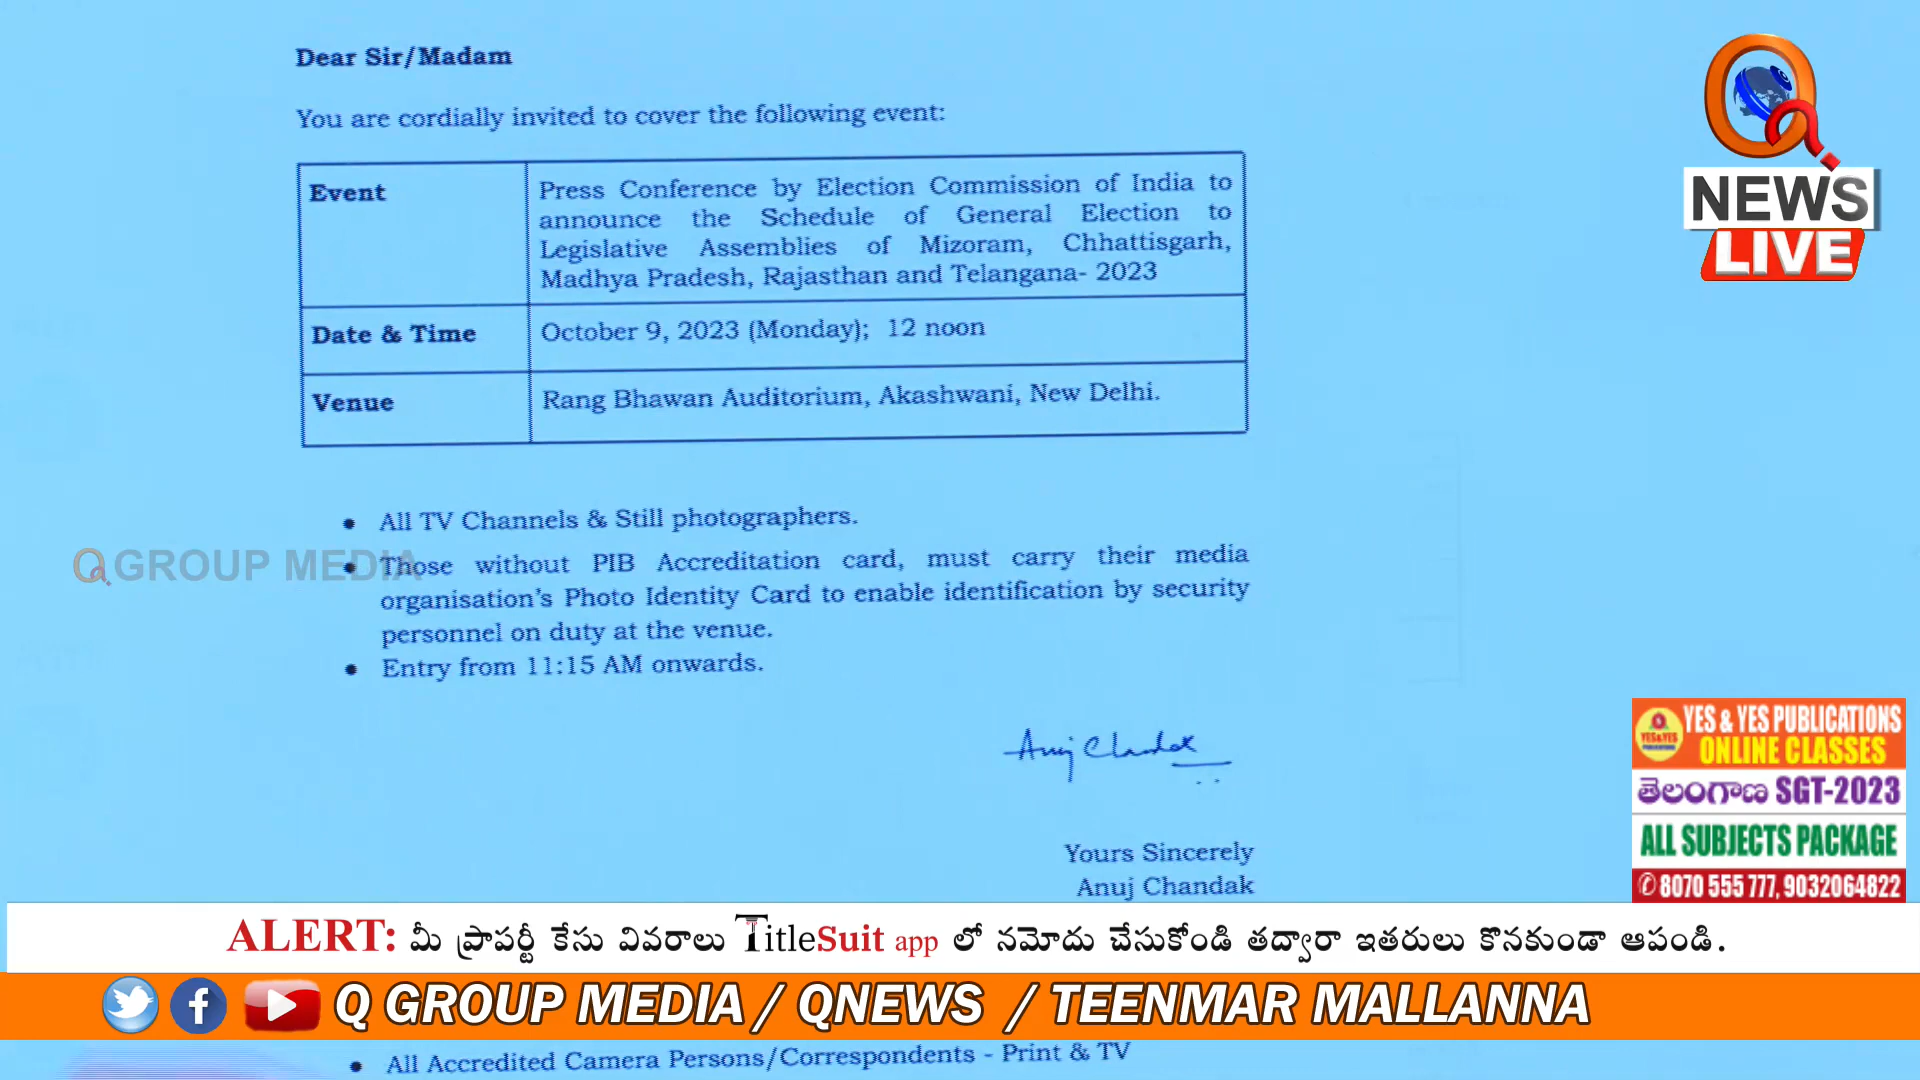 Dear Sir/Madam
You are cordially invited to cover the following event:
Event
Press Conference by Election Commission of India to
announce the Schedule of General Election to
Legislative Assemblies of Mizoram, Chhattisgarh,
Madhya Pradesh, Rajasthan and Telangana- 2023
Date & Time
October 9, 2023 (Monday); 12 noon
Venue
Rang Bhawan Auditorium, Akashwani, New Delhi.
• All TV Channels & Still photographers.
• Those without PIB Accreditation card, must carry their media
organisation's Photo Identity Card to enable identification by security
personnel on duty at the venue.
• Entry from 11:15 AM onwards.
Anuj Chandak
Yours Sincerely
Anuj Chandak
Q GROUP MEDIA
Q
NEWS
LIVE
YES & YES PUBLICATIONS
ONLINE CLASSES
తెలంగాణ SGT-2023
ALL SUBJECTS PACKAGE
8070 555 777, 9032064822
ALERT: మీ ప్రాపర్టీ కేసు వివరాలు TitleSuit app లో నమోదు చేసుకోండి తద్వారా ఇతరులు కొనకుండా ఆపండి.
Q GROUP MEDIA / QNEWS / TEENMAR MALLANNA
• All Accredited Camera Persons/Correspondents - Print & TV